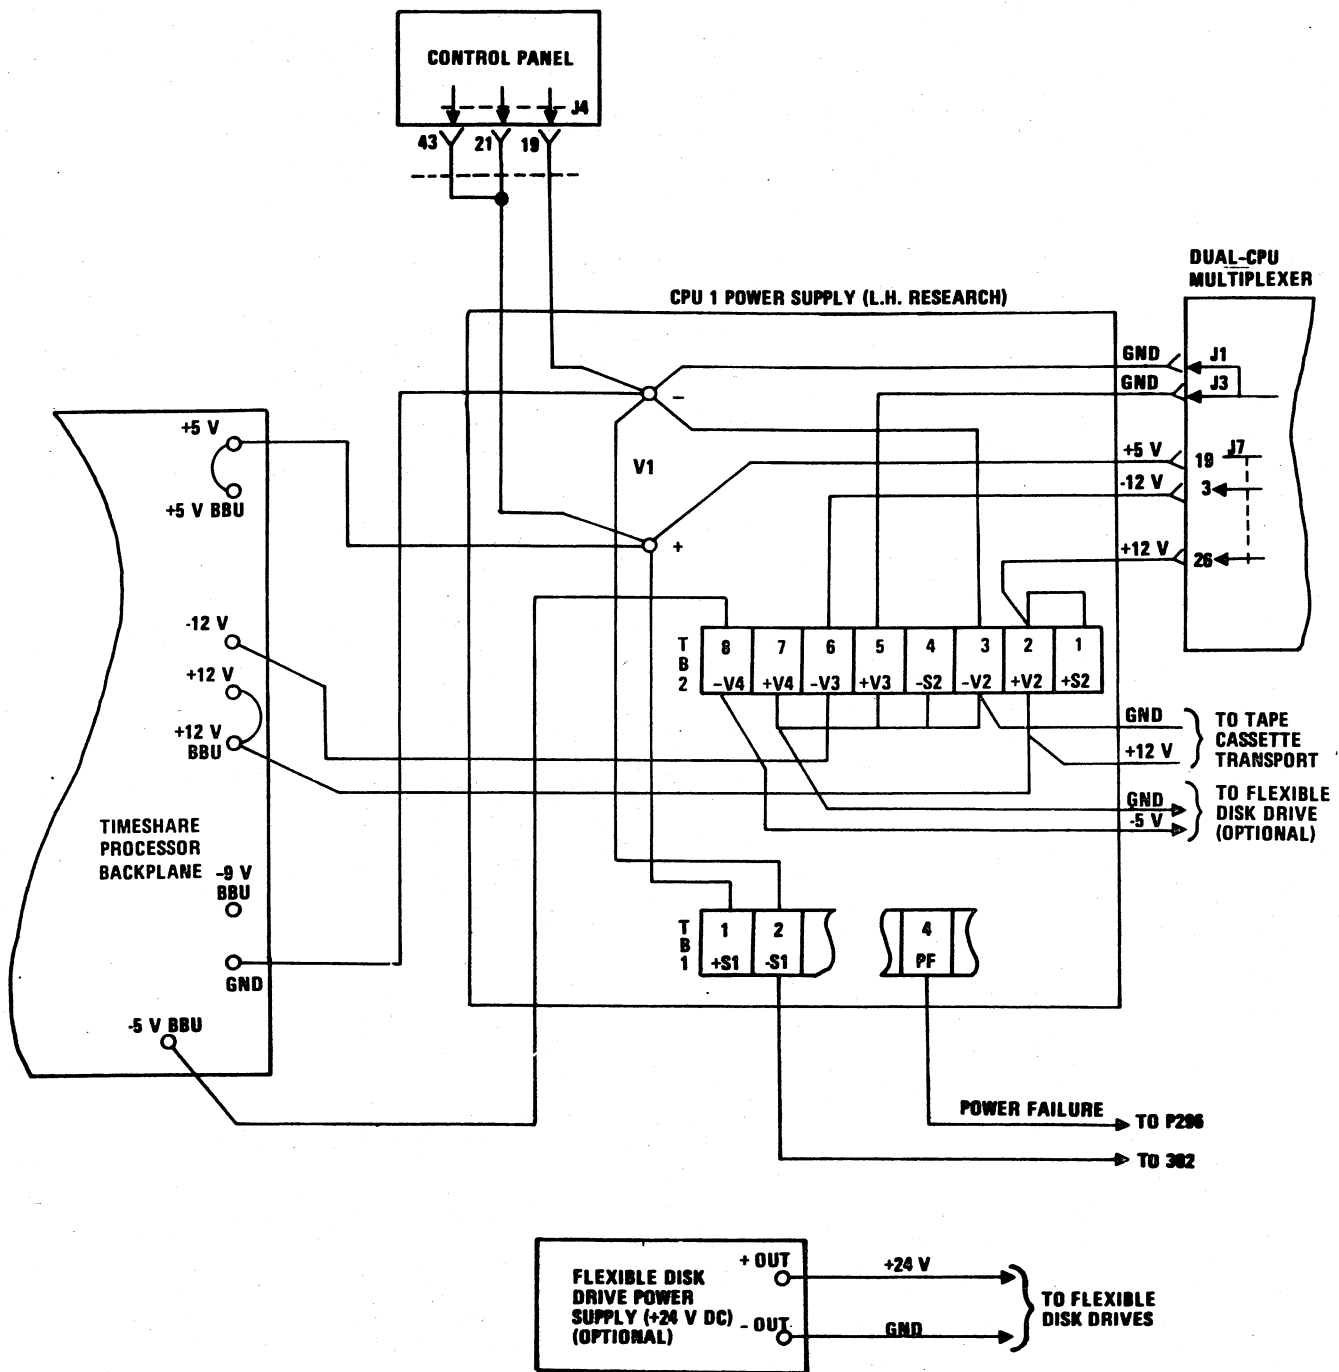 CONTROL PANEL
J4
43
21
19
DUAL-CPU
MULTIPLEXER
CPU 1 POWER SUPPLY (L.H. RESEARCH)
GND
J1
GND
J3
–
+5 V
V1
+5 V
19
J7
-12 V
3
+5 V BBU
+
+12 V
26
-12 V
T
B
2
8
7
6
5
4
3
2
1
-V4
+V4
-V3
+V3
-S2
-V2
+V2
+S2
+12 V
+12 V
BBU
GND
+12 V
TO TAPE
CASSETTE
TRANSPORT
GND
-5 V
TO FLEXIBLE
DISK DRIVE
(OPTIONAL)
TIMESHARE
PROCESSOR
BACKPLANE
-9 V
BBU
T
B
1
1
2
4
+S1
-S1
PF
GND
-5 V BBU
POWER FAILURE
TO P296
TO 302
FLEXIBLE DISK
DRIVE POWER
SUPPLY (+24 V DC)
(OPTIONAL)
+ OUT
- OUT
+24 V
GND
TO FLEXIBLE
DISK DRIVES